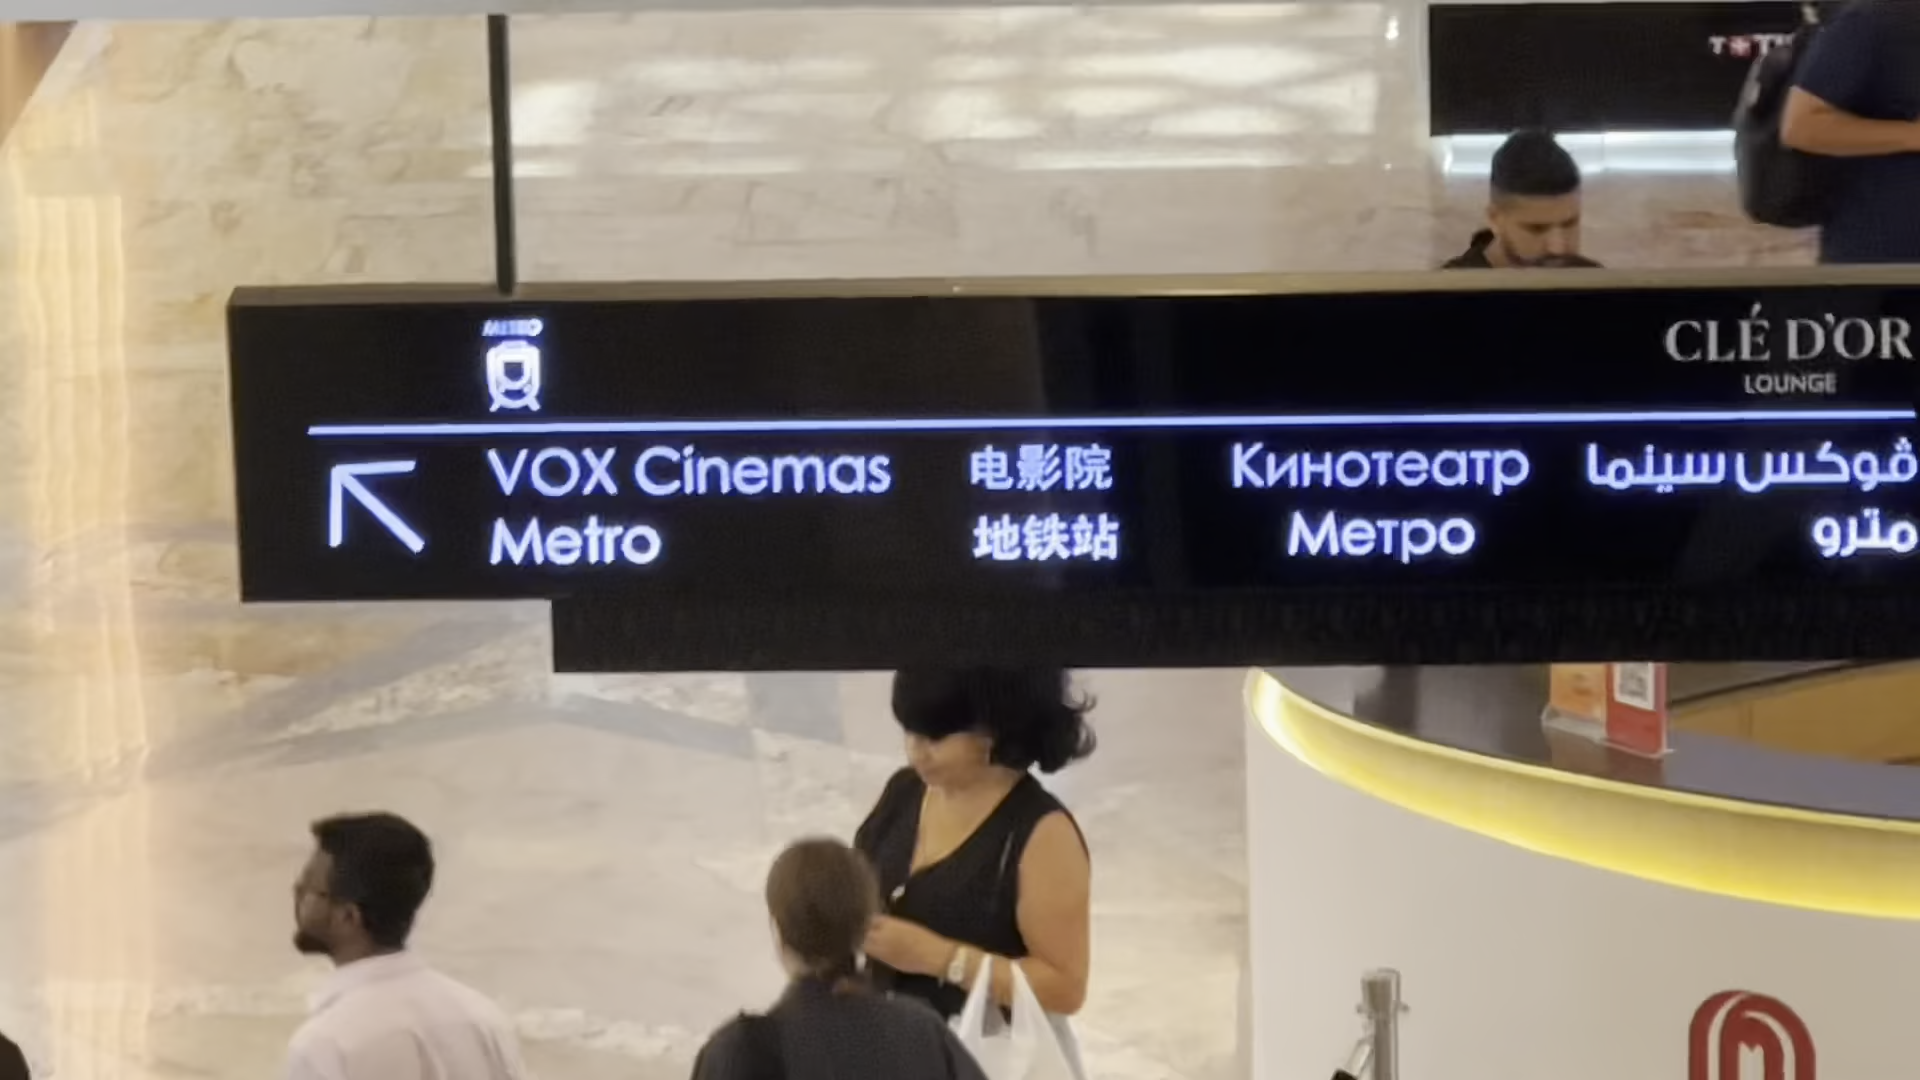 METRO
CLÉ D'OR
LOUNGE
VOX Cinemas 电影院 Кинотеатр ڤوكس سينما
Metro 地铁站 Метро مترو